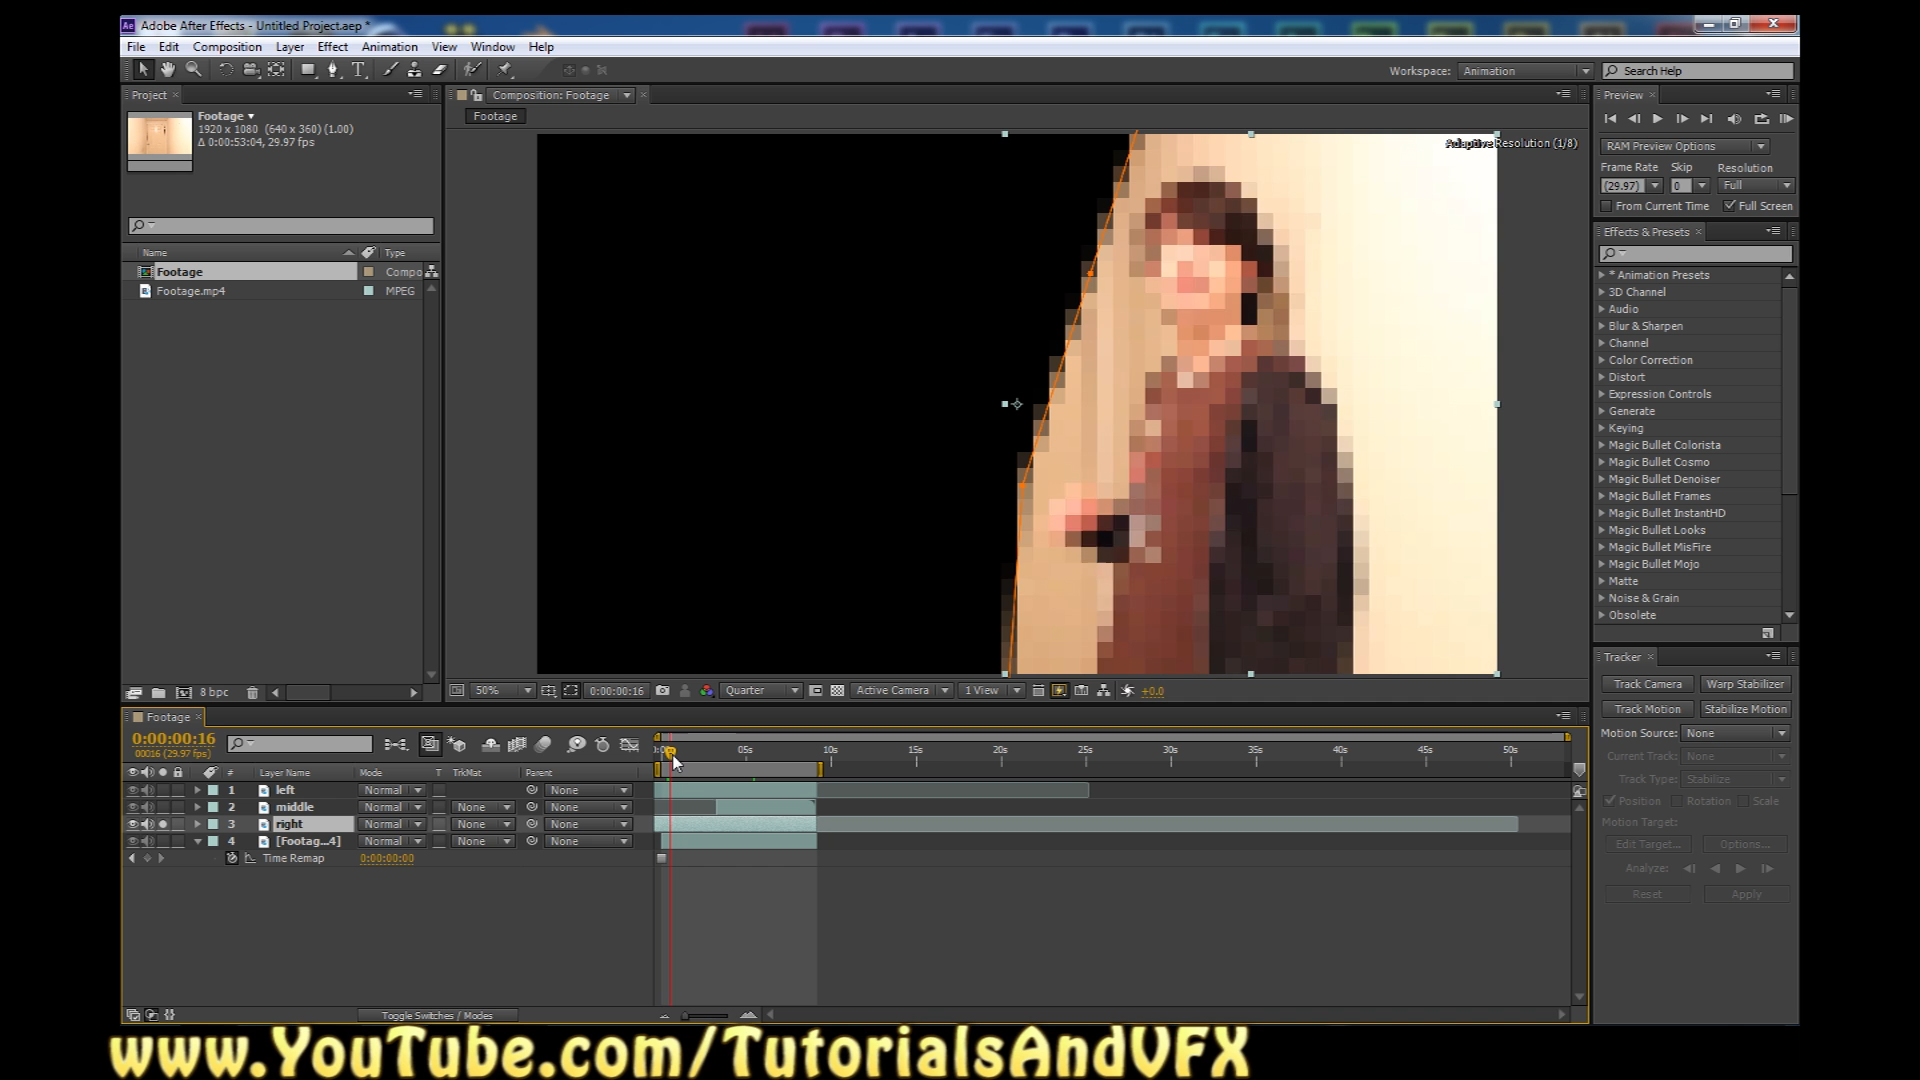 Ae Adobe After Effects - Untitled Project.aep *
File Edit Composition Layer Effect Animation View Window Help
Workspace: Animation Search Help
Project
Footage
1920 x 1080 (640 x 360) (1.00)
Δ 0:00:53:04, 29.97 fps
Name Type
Footage Compo
Footage.mp4 MPEG
8 bpc
Composition: Footage
Footage
Adaptive Resolution (1/8)
50% 0:00:00:16 Quarter Active Camera 1 View +0.0
Preview
RAM Preview Options
Frame Rate Skip Resolution
(29.97) 0 Full
From Current Time Full Screen
Effects & Presets
* Animation Presets
3D Channel
Audio
Blur & Sharpen
Channel
Color Correction
Distort
Expression Controls
Generate
Keying
Magic Bullet Colorista
Magic Bullet Cosmo
Magic Bullet Denoiser
Magic Bullet Frames
Magic Bullet InstantHD
Magic Bullet Looks
Magic Bullet MisFire
Magic Bullet Mojo
Matte
Noise & Grain
Obsolete
Tracker
Track Camera Warp Stabilizer
Track Motion Stabilize Motion
Motion Source: None
Current Track: None
Track Type: Stabilize
Position Rotation Scale
Motion Target:
Edit Target... Options...
Analyze:
Reset Apply
Footage
0:00:00:16
00016 (29.97 fps)
05s 10s 15s 20s 25s 30s 35s 40s 45s 50s
# Layer Name Mode T TrkMat Parent
1 left Normal None
2 middle Normal None None
3 right Normal None None
4 [Footag...4] Normal None None
Time Remap 0:00:00:00
Toggle Switches / Modes
www.YouTube.com/TutorialsAndVFX